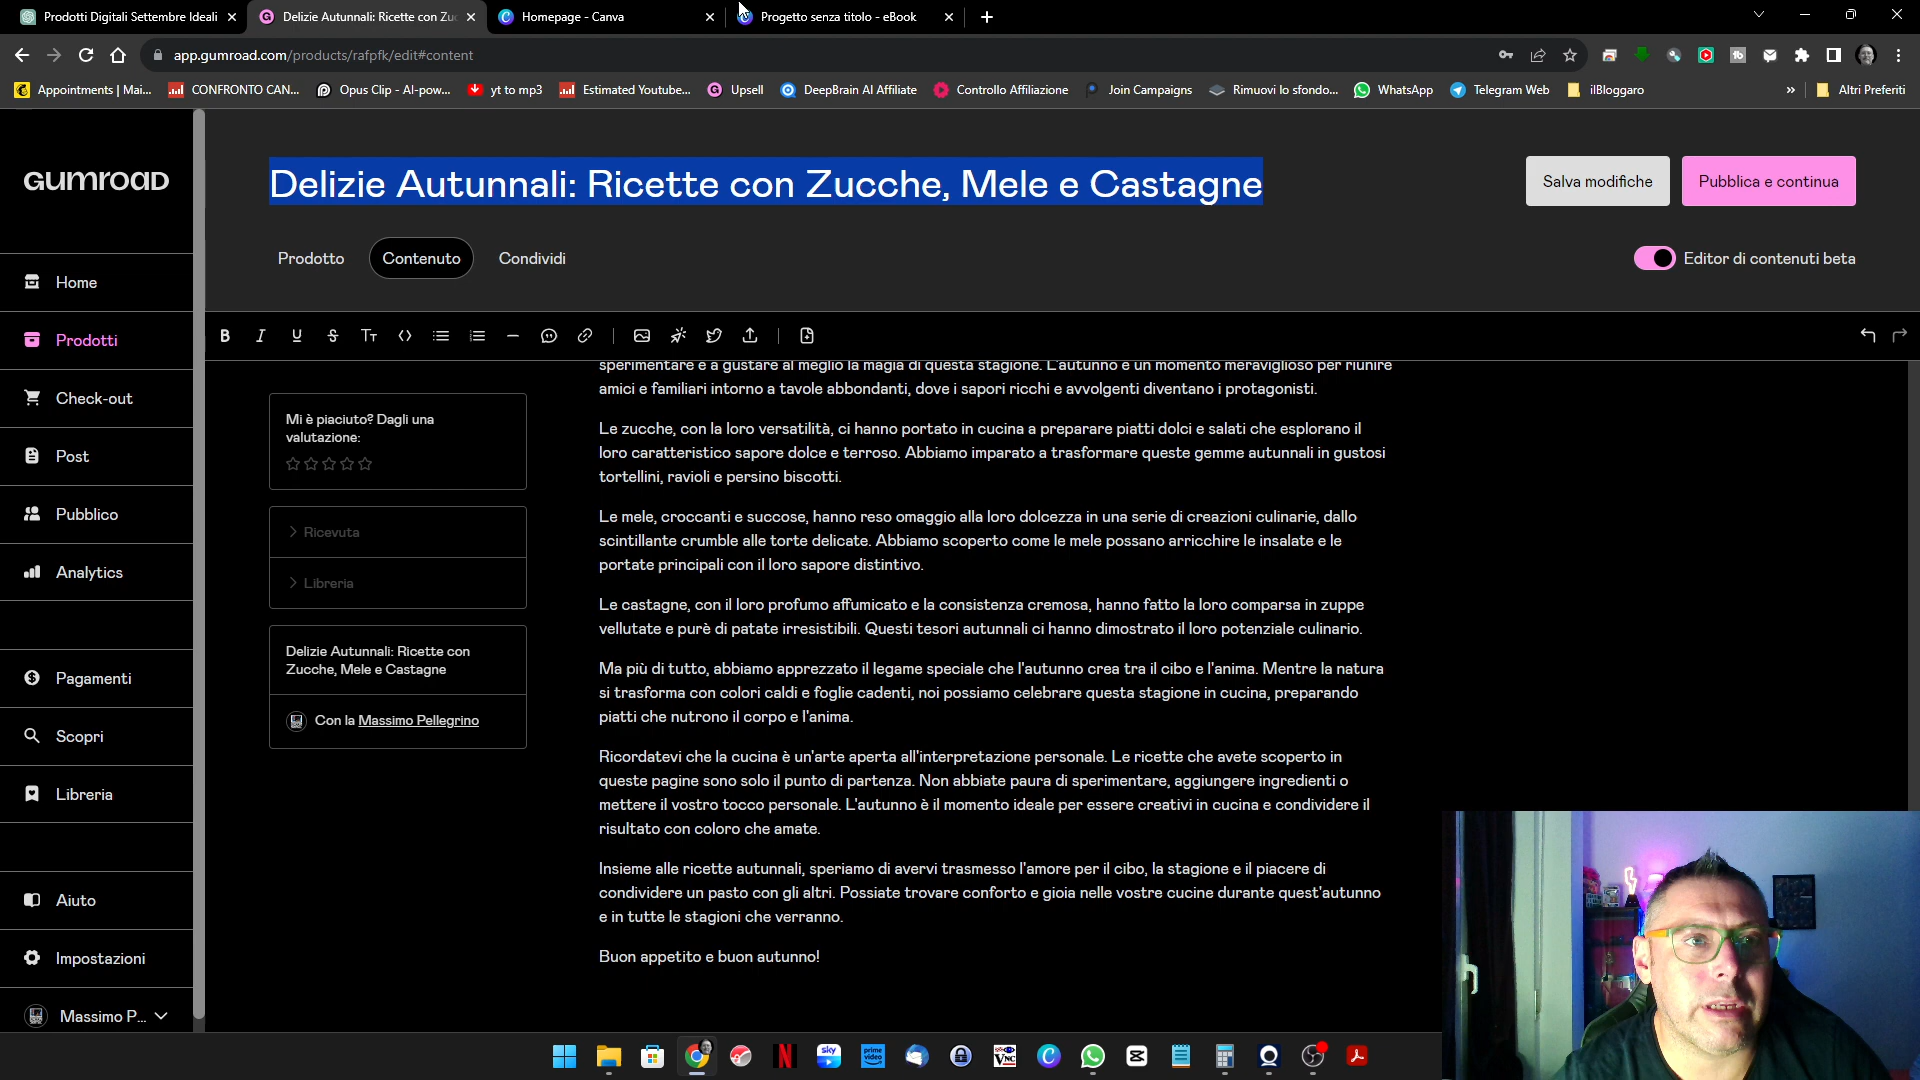 Prodotti Digitali Settembre Ideali
Delizie Autunnali: Ricette con Zuc
Homepage - Canva
Progetto senza titolo - eBook
app.gumroad.com/products/rafpfk/edit#content
Appointments | Mai...
CONFRONTO CAN...
Opus Clip - AI-pow...
yt to mp3
Estimated Youtube...
Upsell
DeepBrain AI Affiliate
Controllo Affiliazione
Join Campaigns
Rimuovi lo sfondo...
WhatsApp
Telegram Web
ilBloggaro
Altri Preferiti
GUMROAD
Delizie Autunnali: Ricette con Zucche, Mele e Castagne
Salva modifiche
Pubblica e continua
Prodotto
Contenuto
Condividi
Editor di contenuti beta
Home
Prodotti
Check-out
Post
Pubblico
Analytics
Pagamenti
Scopri
Libreria
Aiuto
Impostazioni
Massimo P...
Mi è piaciuto? Dagli una
valutazione:
Ricevuta
Libreria
Delizie Autunnali: Ricette con
Zucche, Mele e Castagne
Con la Massimo Pellegrino
sperimentare e a gustare al meglio la magia di questa stagione. L'autunno è un momento meraviglioso per riunire
amici e familiari intorno a tavole abbondanti, dove i sapori ricchi e avvolgenti diventano i protagonisti.
Le zucche, con la loro versatilità, ci hanno portato in cucina a preparare piatti dolci e salati che esplorano il
loro caratteristico sapore dolce e terroso. Abbiamo imparato a trasformare queste gemme autunnali in gustosi
tortellini, ravioli e persino biscotti.
Le mele, croccanti e succose, hanno reso omaggio alla loro dolcezza in una serie di creazioni culinarie, dallo
scintillante crumble alle torte delicate. Abbiamo scoperto come le mele possano arricchire le insalate e le
portate principali con il loro sapore distintivo.
Le castagne, con il loro profumo affumicato e la consistenza cremosa, hanno fatto la loro comparsa in zuppe
vellutate e purè di patate irresistibili. Questi tesori autunnali ci hanno dimostrato il loro potenziale culinario.
Ma più di tutto, abbiamo apprezzato il legame speciale che l'autunno crea tra il cibo e l'anima. Mentre la natura
si trasforma con colori caldi e foglie cadenti, noi possiamo celebrare questa stagione in cucina, preparando
piatti che nutrono il corpo e l'anima.
Ricordatevi che la cucina è un'arte aperta all'interpretazione personale. Le ricette che avete scoperto in
queste pagine sono solo il punto di partenza. Non abbiate paura di sperimentare, aggiungere ingredienti o
mettere il vostro tocco personale. L'autunno è il momento ideale per essere creativi in cucina e condividere il
risultato con coloro che amate.
Insieme alle ricette autunnali, speriamo di avervi trasmesso l'amore per il cibo, la stagione e il piacere di
condividere un pasto con gli altri. Possiate trovare conforto e gioia nelle vostre cucine durante quest'autunno
e in tutte le stagioni che verranno.
Buon appetito e buon autunno!